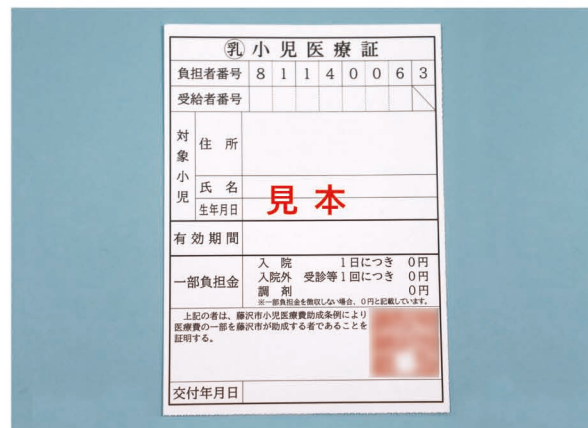 ㊝乳 小児医療証
負担者番号 8 1 1 4 0 0 6 3
受給者番号
対象小児
住所
氏名
生年月日
見本
有効期間
一部負担金
入院 1日につき 0円
入院外 受診等1回につき 0円
調剤 0円
※一部負担金を徴収しない場合、0円と記載しています。
上記の者は、藤沢市小児医療費助成条例により
医療費の一部を藤沢市が助成する者であることを
証明する。
交付年月日